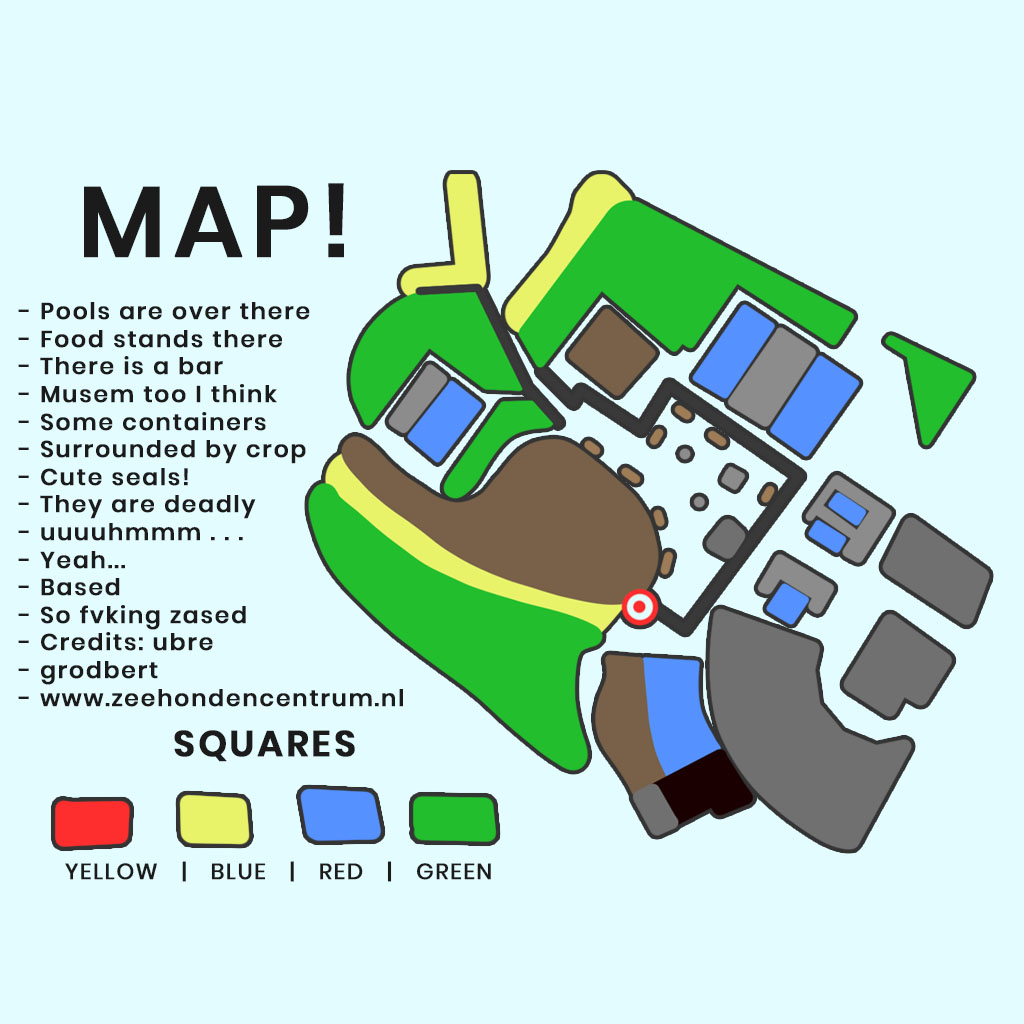 MAP!
- Pools are over there
- Food stands there
- There is a bar
- Musem too I think
- Some containers
- Surrounded by crop
- Cute seals!
- They are deadly
- uuuuhmmm . . .
- Yeah...
- Based
- So fvking zased
- Credits: ubre
- grodbert
- www.zeehondencentrum.nl
SQUARES
YELLOW | BLUE | RED | GREEN